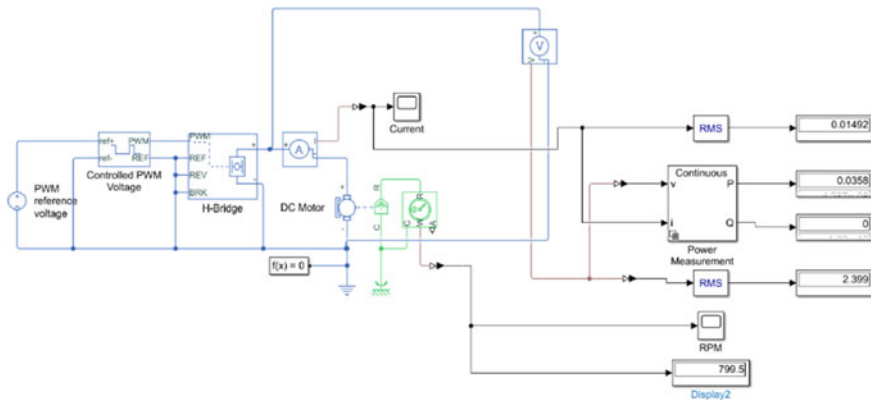 V
V
Current
RMS
0.01492
ref+ PWM
ref- REF
Controlled PWM
Voltage
PWM
REF
REV
BRK
H-Bridge
A
I
PWM
reference
voltage
DC Motor
R
C
R
C
W
A
f(x) = 0
Continuous
v P
i Q
Power
Measurement
0.0358
0
RMS
2.399
RPM
799.5
Display2